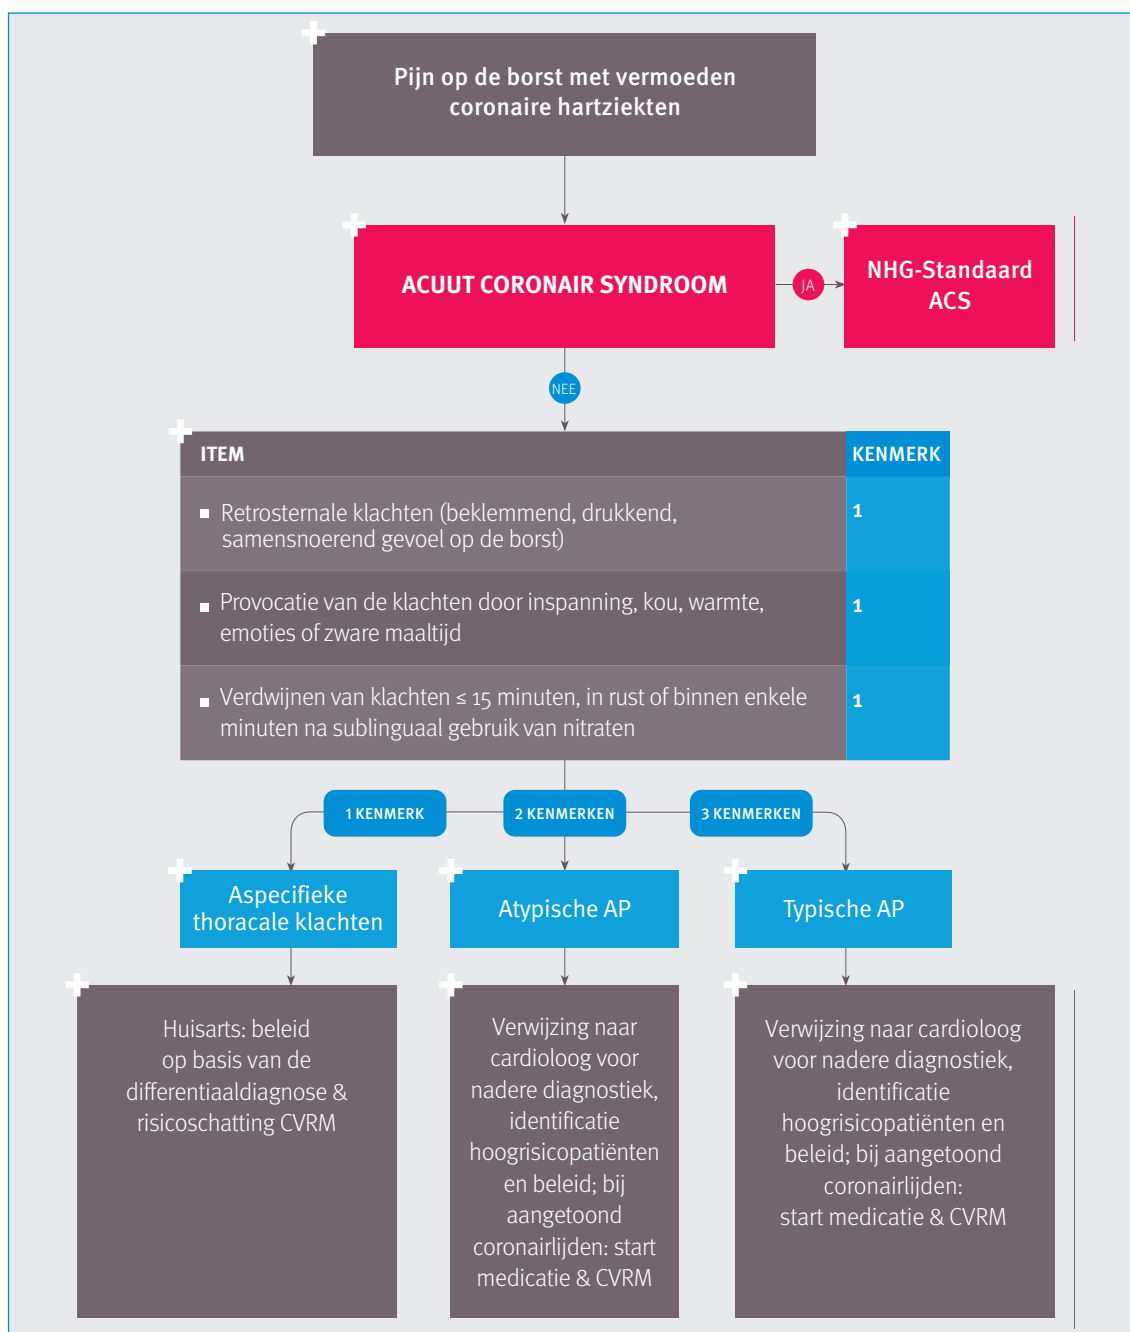 Pijn op de borst met vermoeden
coronaire hartziekten
ACUUT CORONAIR SYNDROOM
JA
NHG-Standaard
ACS
NEE
ITEM
KENMERK
Retrosternale klachten (beklemmend, drukkend,
samensnoerend gevoel op de borst)
1
Provocatie van de klachten door inspanning, kou, warmte,
emoties of zware maaltijd
1
Verdwijnen van klachten ≤ 15 minuten, in rust of binnen enkele
minuten na sublinguaal gebruik van nitraten
1
1 KENMERK
2 KENMERKEN
3 KENMERKEN
Aspecifieke
thoracale klachten
Atypische AP
Typische AP
Huisarts: beleid
op basis van de
differentiaaldiagnose &
risicoschatting CVRM
Verwijzing naar
cardioloog voor
nadere diagnostiek,
identificatie
hoogrisicopatiënten
en beleid; bij
aangetoond
coronairlijden: start
medicatie & CVRM
Verwijzing naar cardioloog
voor nadere diagnostiek,
identificatie
hoogrisicopatiënten en
beleid; bij aangetoond
coronairlijden:
start medicatie & CVRM